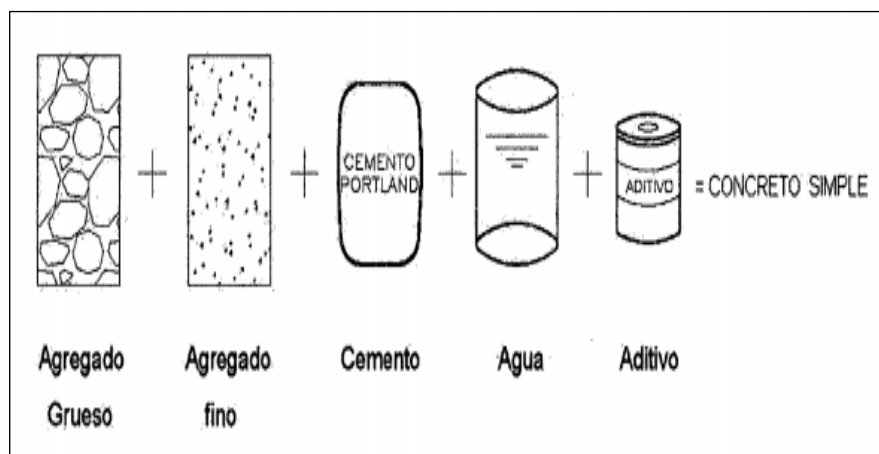 CEMENTO
PORTLAND
ADITIVO
= CONCRETO SIMPLE
Agregado
Grueso
Agregado
fino
Cemento
Agua
Aditivo